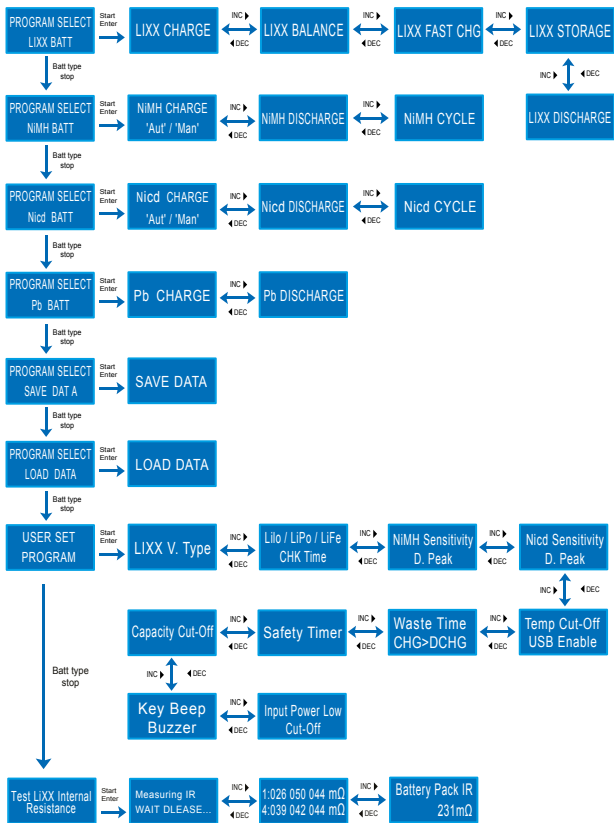 PROGRAM SELECT
LIXX BATT
Start
Enter
LIXX CHARGE
INC
DEC
LIXX BALANCE
INC
DEC
LIXX FAST CHG
INC
DEC
LIXX STORAGE
Batt type
stop
INC
DEC
PROGRAM SELECT
NiMH BATT
Start
Enter
NiMH CHARGE
'Aut' / 'Man'
INC
DEC
NiMH DISCHARGE
INC
DEC
NiMH CYCLE
LIXX DISCHARGE
Batt type
stop
PROGRAM SELECT
Nicd BATT
Start
Enter
Nicd CHARGE
'Aut' / 'Man'
INC
DEC
Nicd DISCHARGE
INC
DEC
Nicd CYCLE
Batt type
stop
PROGRAM SELECT
Pb BATT
Start
Enter
Pb CHARGE
INC
DEC
Pb DISCHARGE
Batt type
stop
PROGRAM SELECT
SAVE DAT A
Start
Enter
SAVE DATA
Batt type
stop
PROGRAM SELECT
LOAD DATA
Start
Enter
LOAD DATA
Batt type
stop
USER SET
PROGRAM
Start
Enter
LIXX V. Type
INC
DEC
Lilo / LiPo / LiFe
CHK Time
INC
DEC
NiMH Sensitivity
D. Peak
INC
DEC
Nicd Sensitivity
D. Peak
INC
DEC
Capacity Cut-Off
INC
DEC
Safety Timer
INC
DEC
Waste Time
CHG>DCHG
INC
DEC
Temp Cut-Off
USB Enable
INC
DEC
Batt type
stop
Key Beep
Buzzer
INC
DEC
Input Power Low
Cut-Off
Test LiXX Internal
Resistance
Start
Enter
Measuring IR
WAIT DLEASE...
INC
DEC
1:026 050 044 mΩ
4:039 042 044 mΩ
INC
DEC
Battery Pack IR
231mΩ